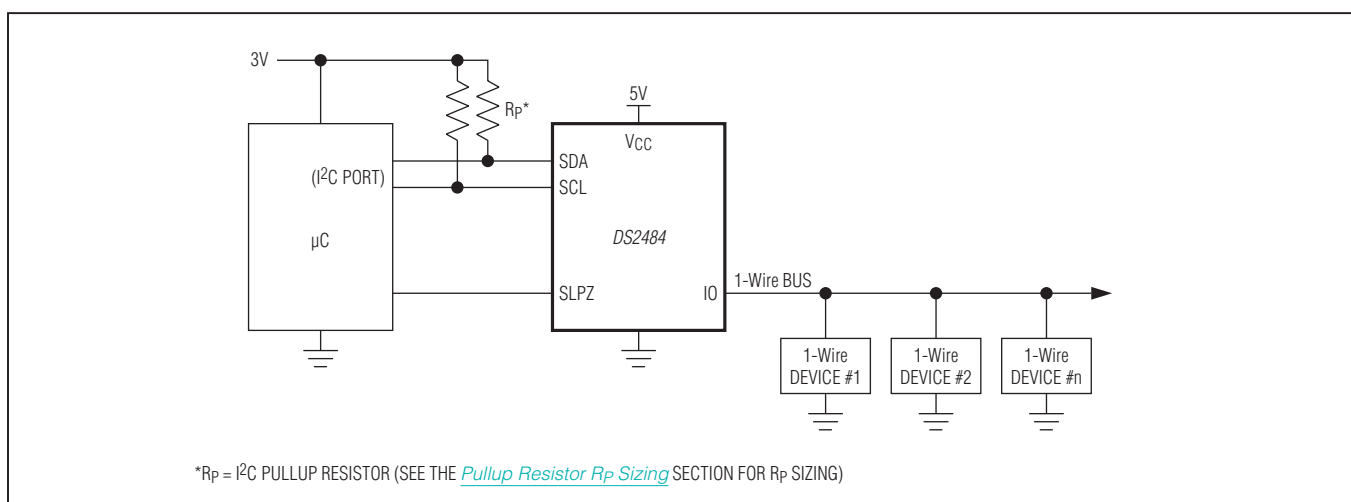 3V
RP*
5V
VCC
SDA
(I²C PORT)
SCL
µC
DS2484
SLPZ
IO
1-Wire BUS
1-Wire
DEVICE #1
1-Wire
DEVICE #2
1-Wire
DEVICE #n
*RP = I²C PULLUP RESISTOR (SEE THE Pullup Resistor RP Sizing SECTION FOR RP SIZING)